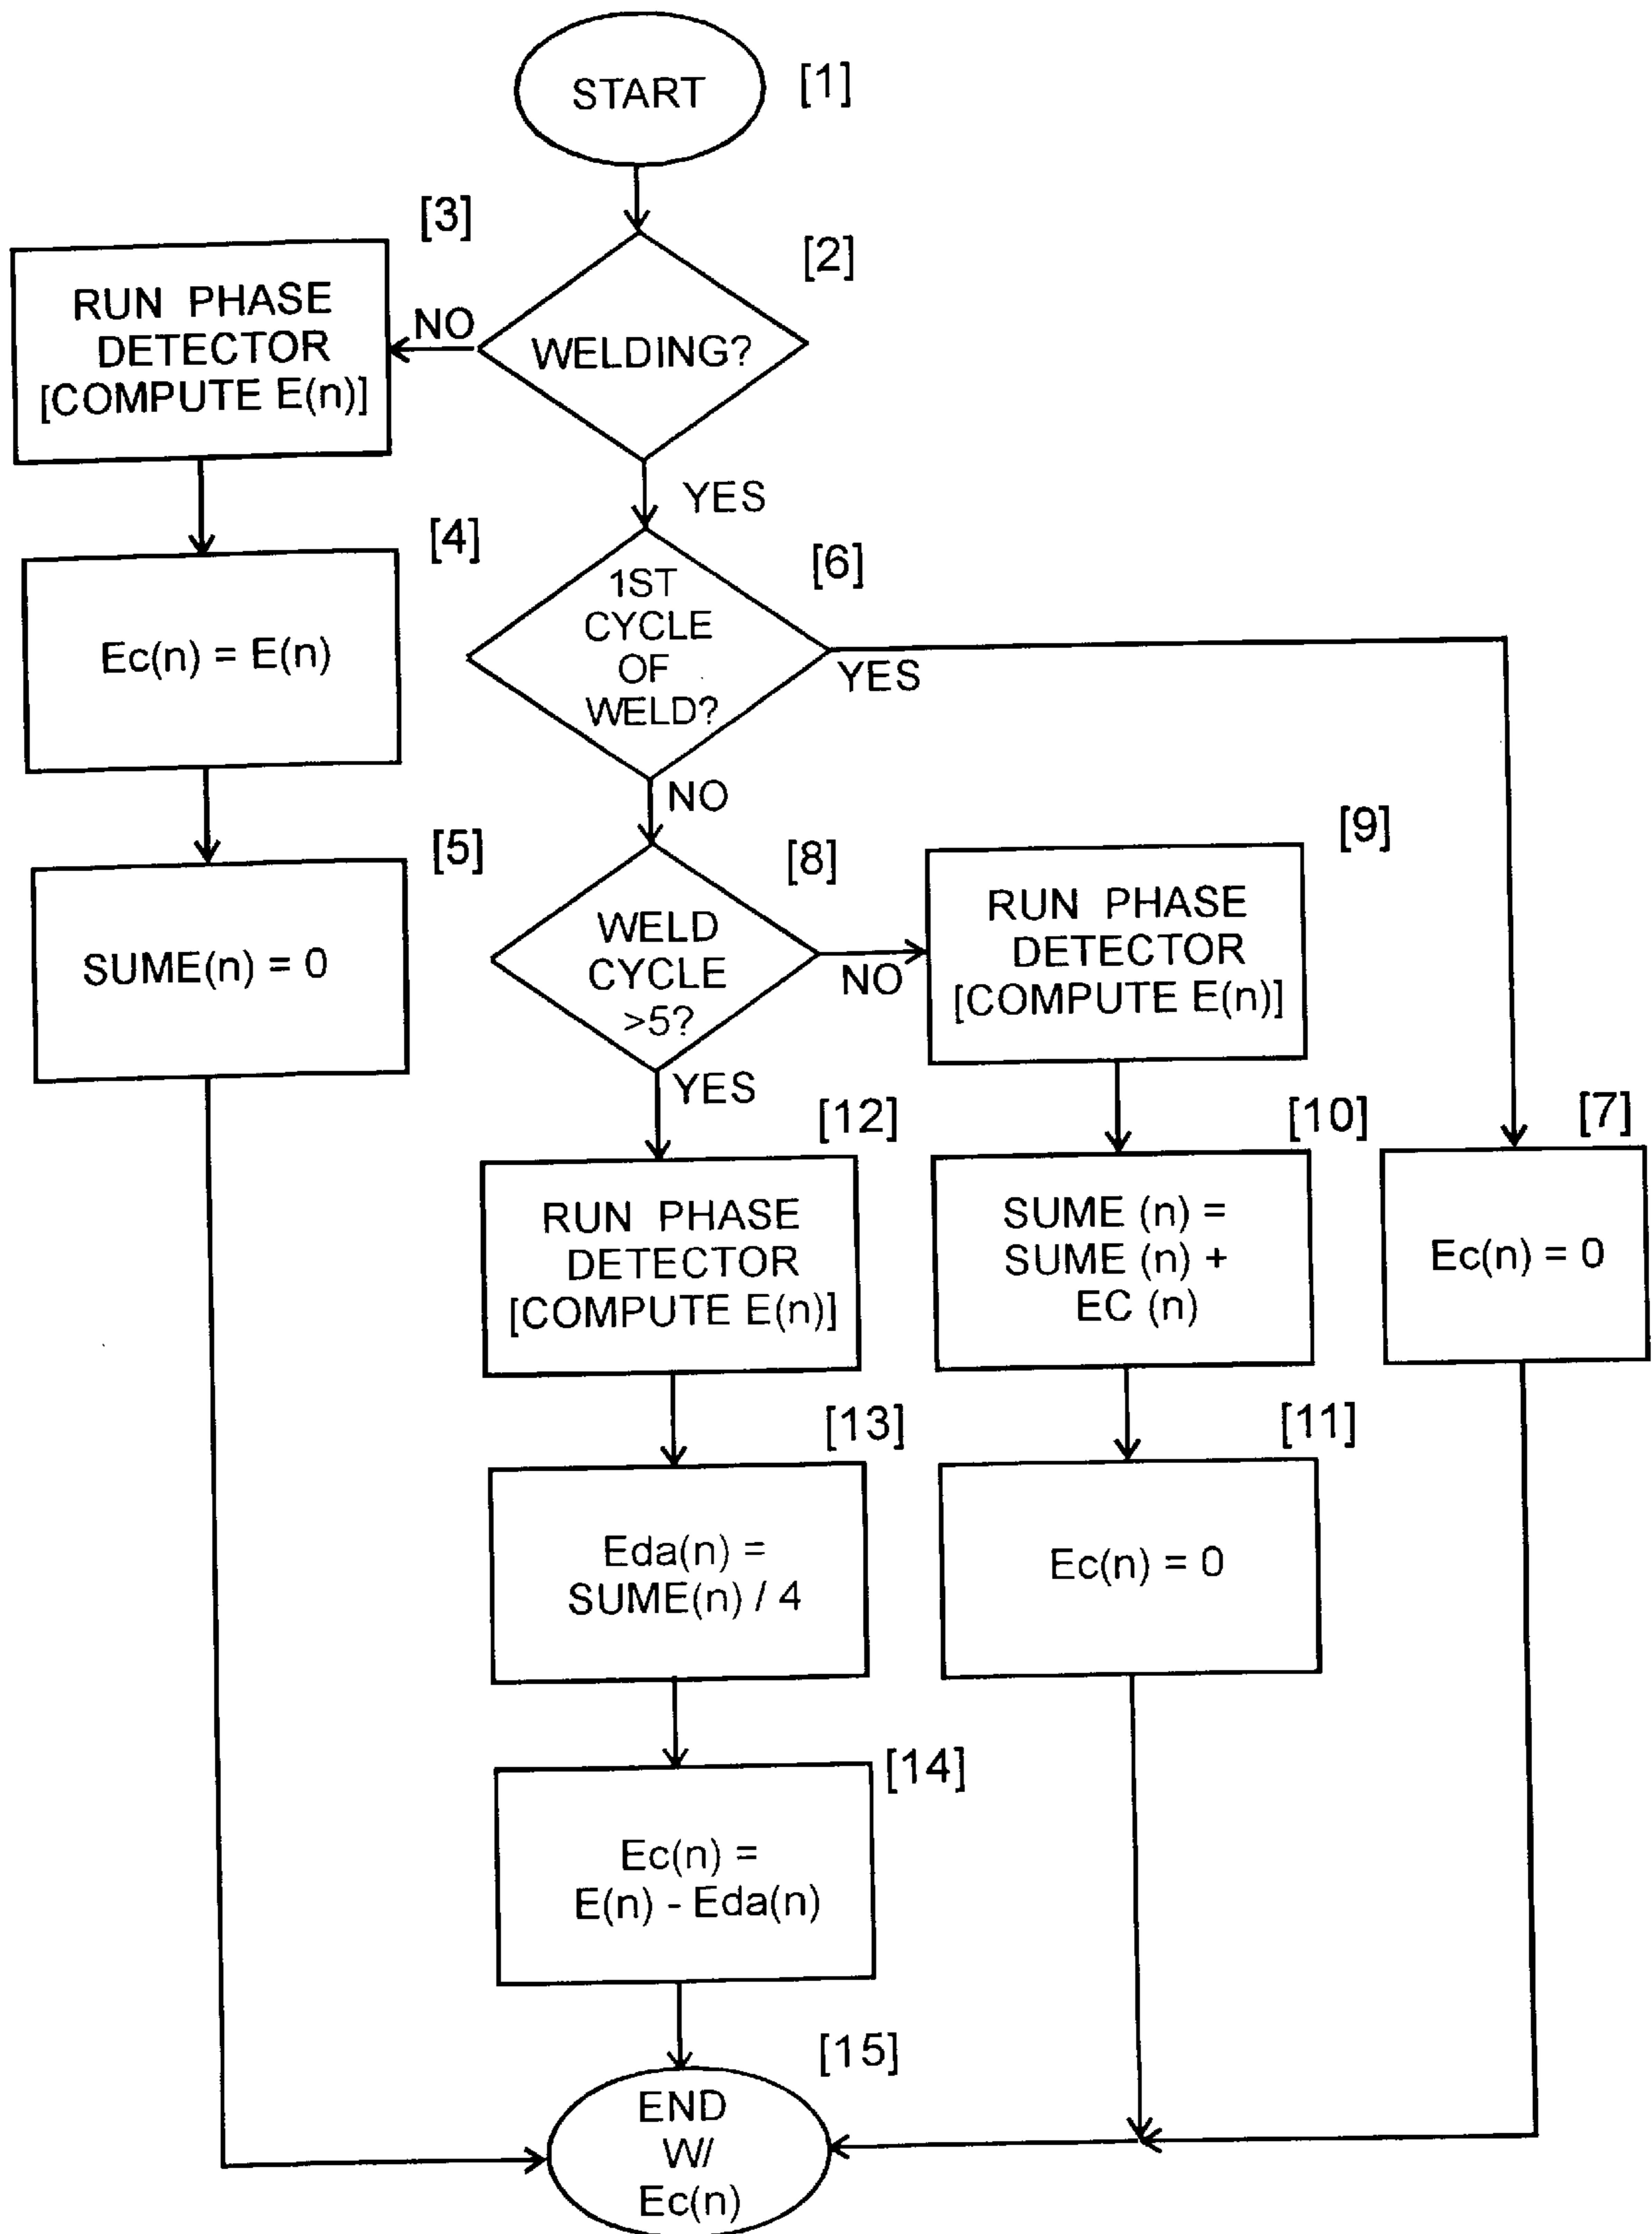 START
[1]
[2]
WELDING?
NO
[3]
RUN PHASE
DETECTOR
[COMPUTE E(n)]
YES
[4]
Ec(n) = E(n)
[5]
SUME(n) = 0
[6]
1ST
CYCLE
OF
WELD?
YES
NO
[7]
Ec(n) = 0
[8]
WELD
CYCLE
>5?
NO
[9]
RUN PHASE
DETECTOR
[COMPUTE E(n)]
[10]
SUME (n) =
SUME (n) +
EC (n)
[11]
Ec(n) = 0
YES
[12]
RUN PHASE
DETECTOR
[COMPUTE E(n)]
[13]
Eda(n) =
SUME(n) / 4
[14]
Ec(n) =
E(n) - Eda(n)
[15]
END
W/
Ec(n)